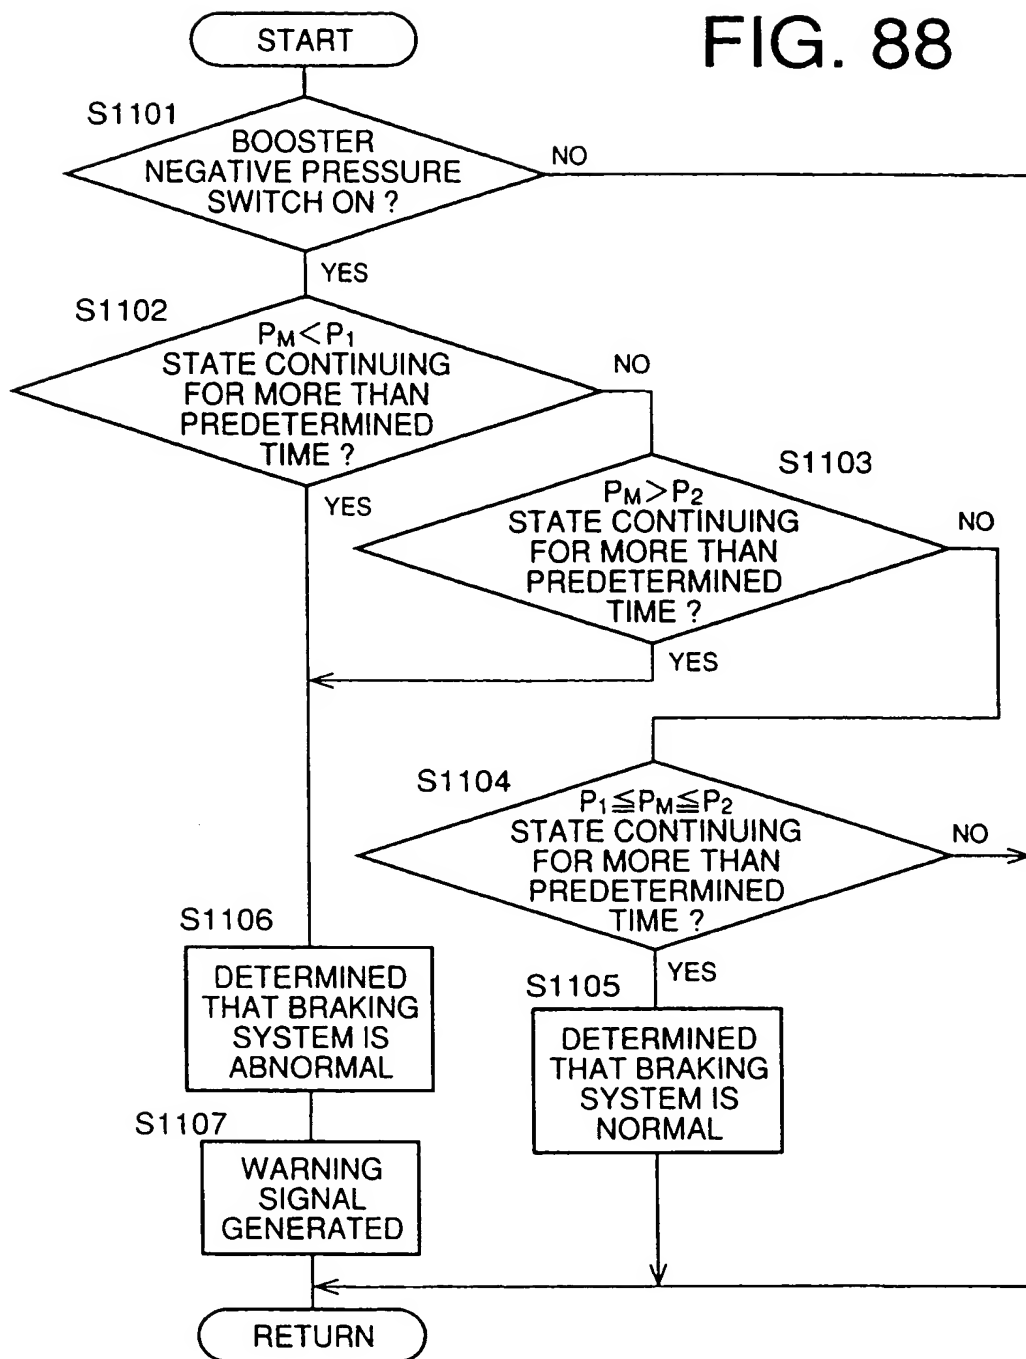 FIG. 88
START
S1101
BOOSTER
NEGATIVE PRESSURE
SWITCH ON ?
NO
YES
S1102
PM<P1
STATE CONTINUING
FOR MORE THAN
PREDETERMINED
TIME ?
NO
YES
S1103
PM>P2
STATE CONTINUING
FOR MORE THAN
PREDETERMINED
TIME ?
NO
YES
S1104
P1≦PM≦P2
STATE CONTINUING
FOR MORE THAN
PREDETERMINED
TIME ?
NO
YES
S1106
DETERMINED
THAT BRAKING
SYSTEM IS
ABNORMAL
S1105
DETERMINED
THAT BRAKING
SYSTEM IS
NORMAL
S1107
WARNING
SIGNAL
GENERATED
RETURN